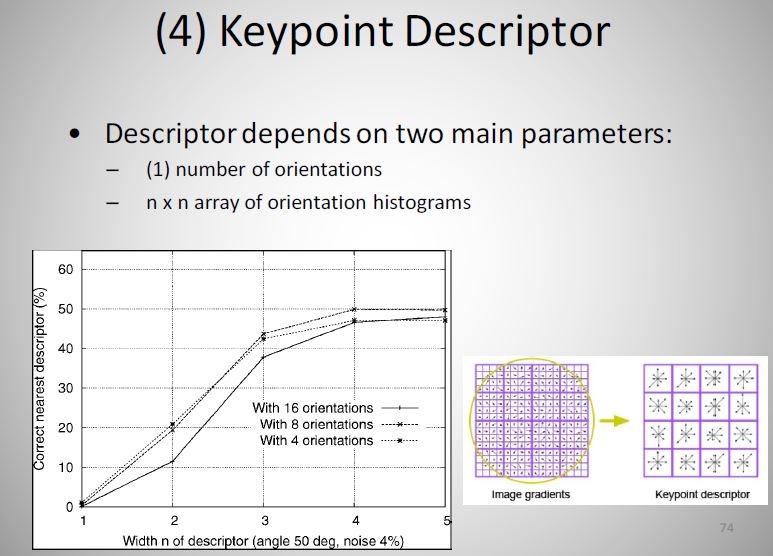 (4) Keypoint Descriptor
• Descriptor depends on two main parameters:
– (1) number of orientations
– n x n array of orientation histograms
Correct nearest descriptor (%)
60
50
40
30
20
10
0
With 16 orientations
With 8 orientations
With 4 orientations
1 2 3 4 5
Width n of descriptor (angle 50 deg, noise 4%)
Image gradients
Keypoint descriptor
74